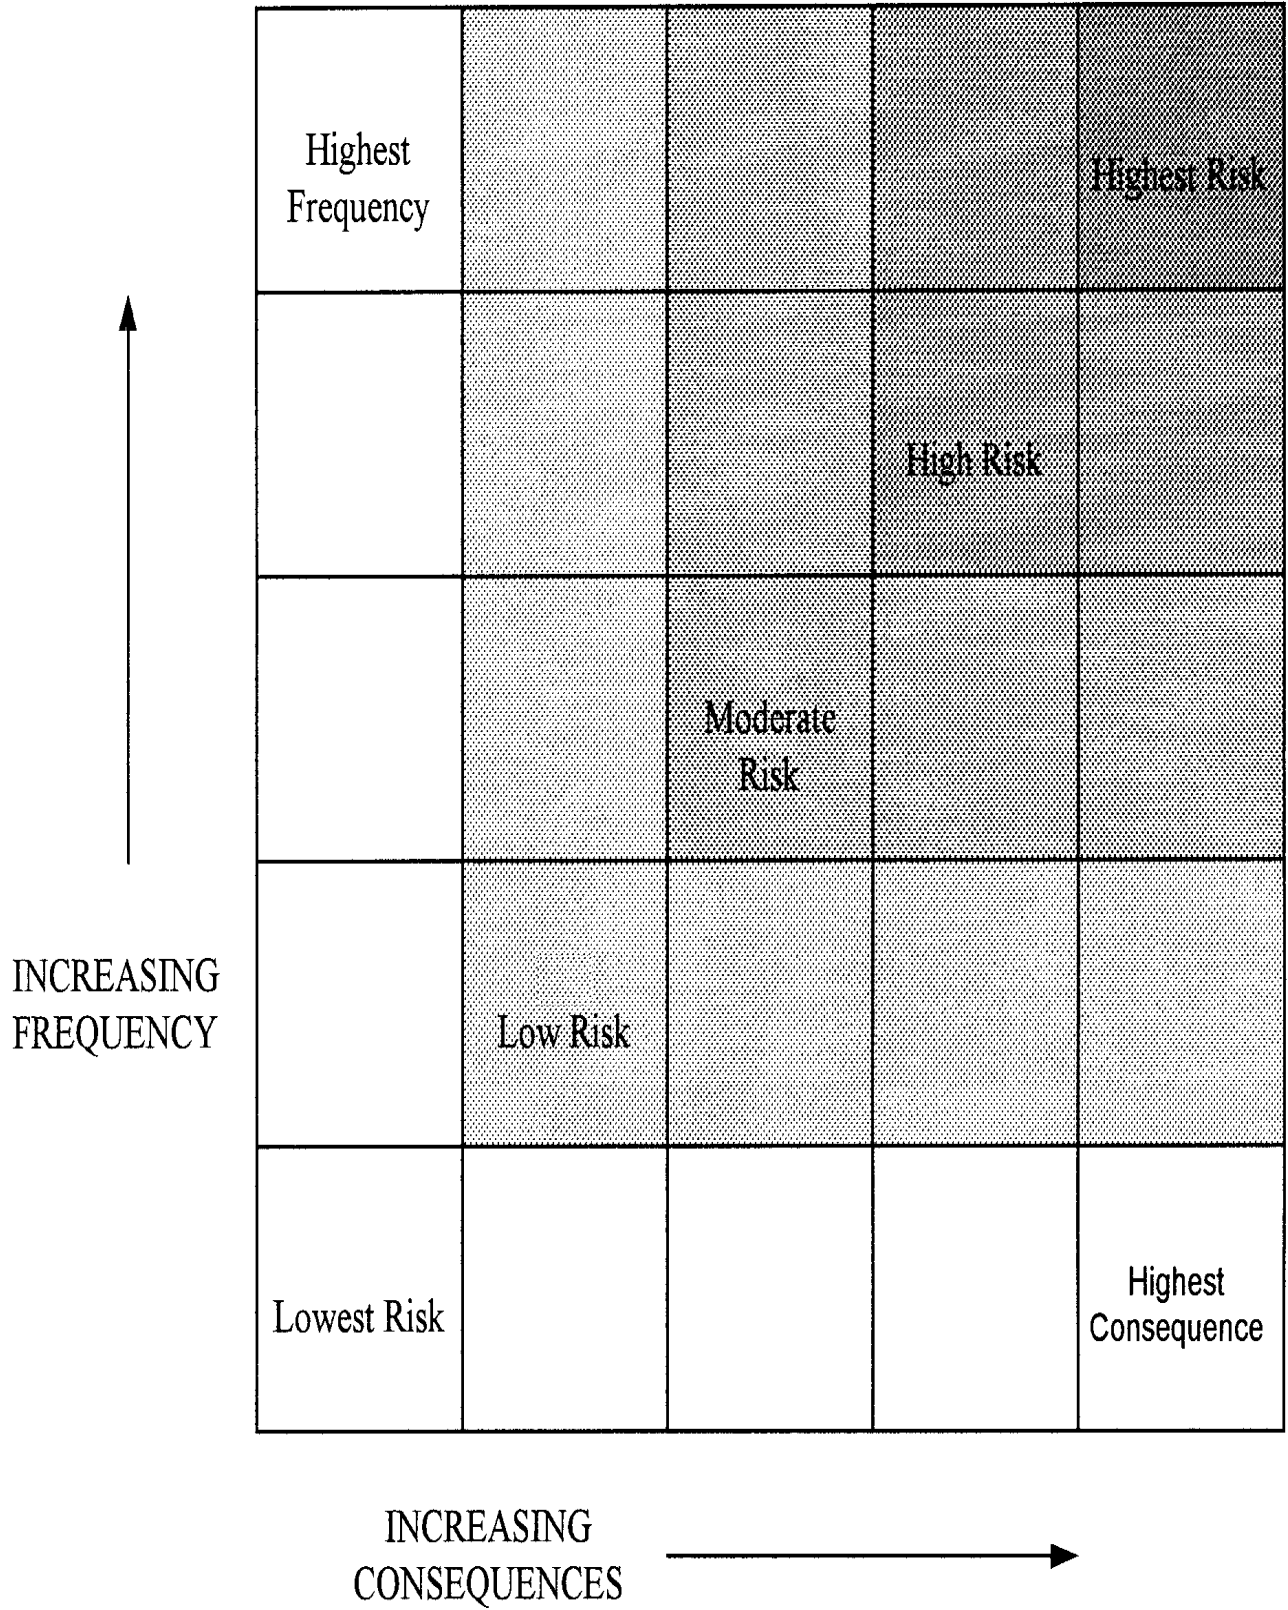 Highest
Frequency
Highest Risk
High Risk
Moderate
Risk
INCREASING
FREQUENCY
Low Risk
Lowest Risk
Highest
Consequence
INCREASING
CONSEQUENCES